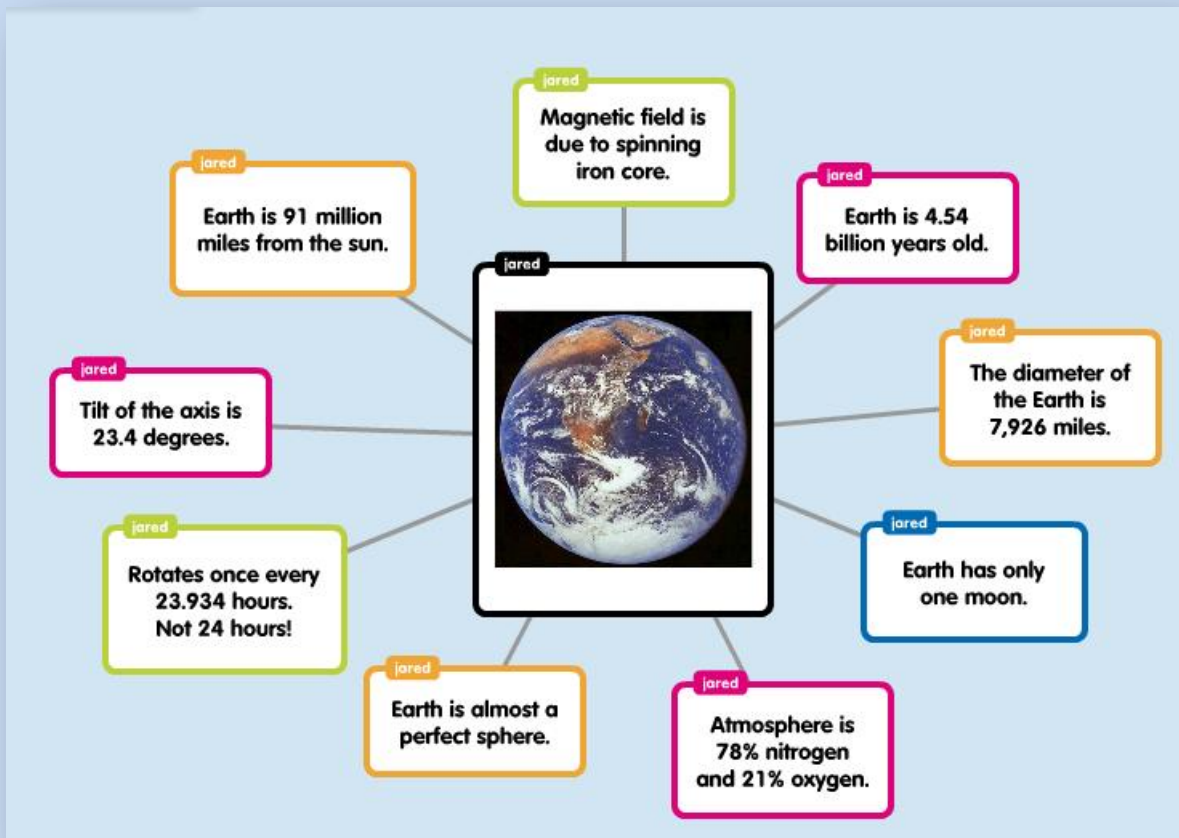 jared
Magnetic field is
due to spinning
iron core.
jared
Earth is 91 million
miles from the sun.
jared
Earth is 4.54
billion years old.
jared
jared
The diameter of
the Earth is
7,926 miles.
jared
Tilt of the axis is
23.4 degrees.
jared
Earth has only
one moon.
jared
Rotates once every
23.934 hours.
Not 24 hours!
jared
Earth is almost a
perfect sphere.
jared
Atmosphere is
78% nitrogen
and 21% oxygen.